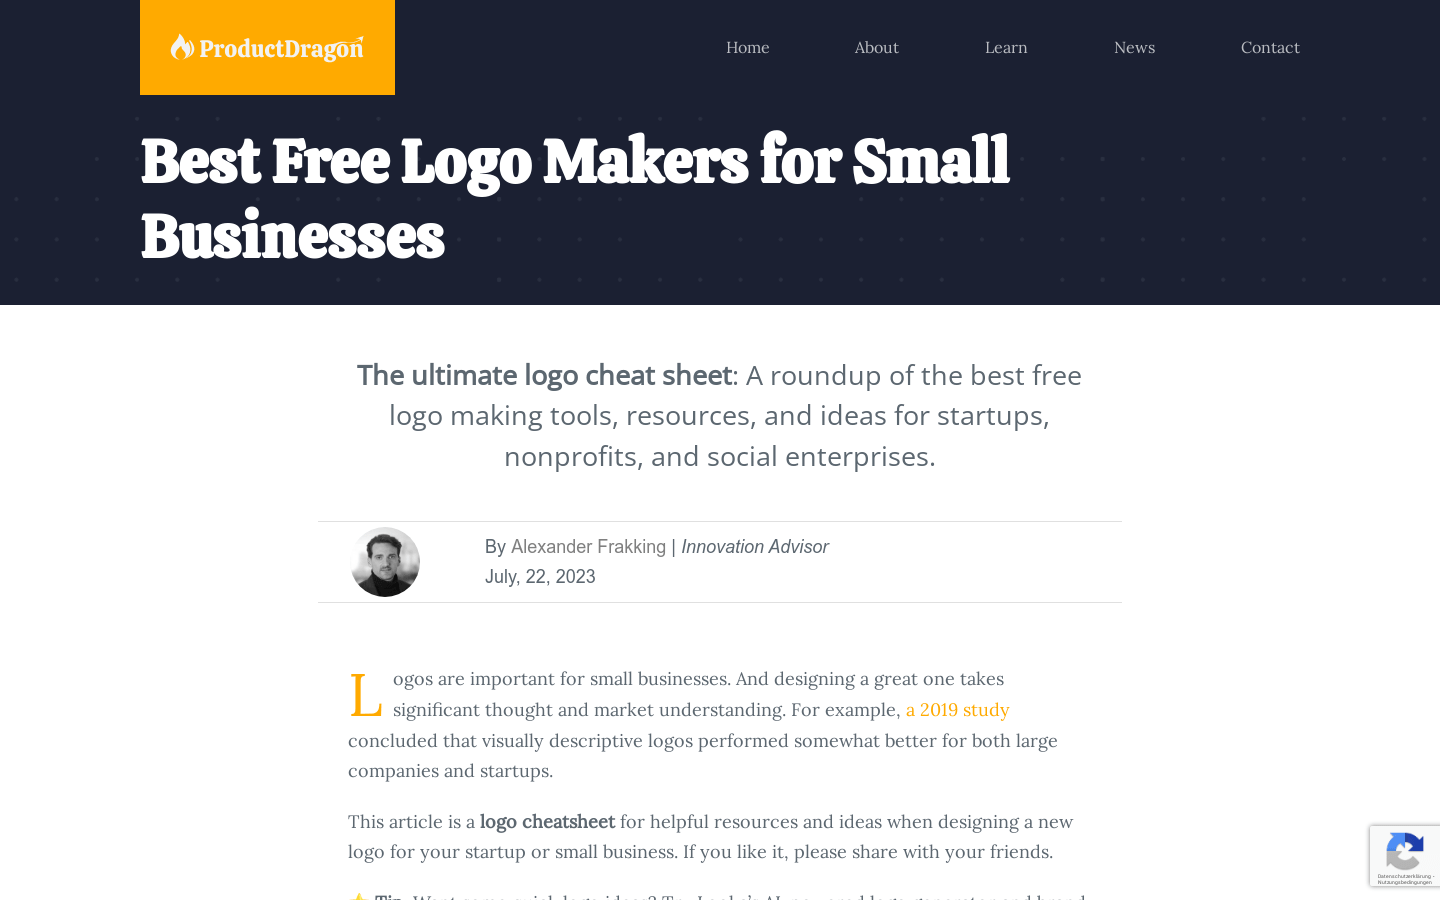 ProductDragon
Home
About
Learn
News
Contact
Best Free Logo Makers for Small
Businesses
The ultimate logo cheat sheet: A roundup of the best free
logo making tools, resources, and ideas for startups,
nonprofits, and social enterprises.
By Alexander Frakking | Innovation Advisor
July, 22, 2023
Logos are important for small businesses. And designing a great one takes
significant thought and market understanding. For example, a 2019 study
concluded that visually descriptive logos performed somewhat better for both large
companies and startups.
This article is a logo cheatsheet for helpful resources and ideas when designing a new
logo for your startup or small business. If you like it, please share with your friends.
Datenschutzerklärung -
Nutzungsbedingungen